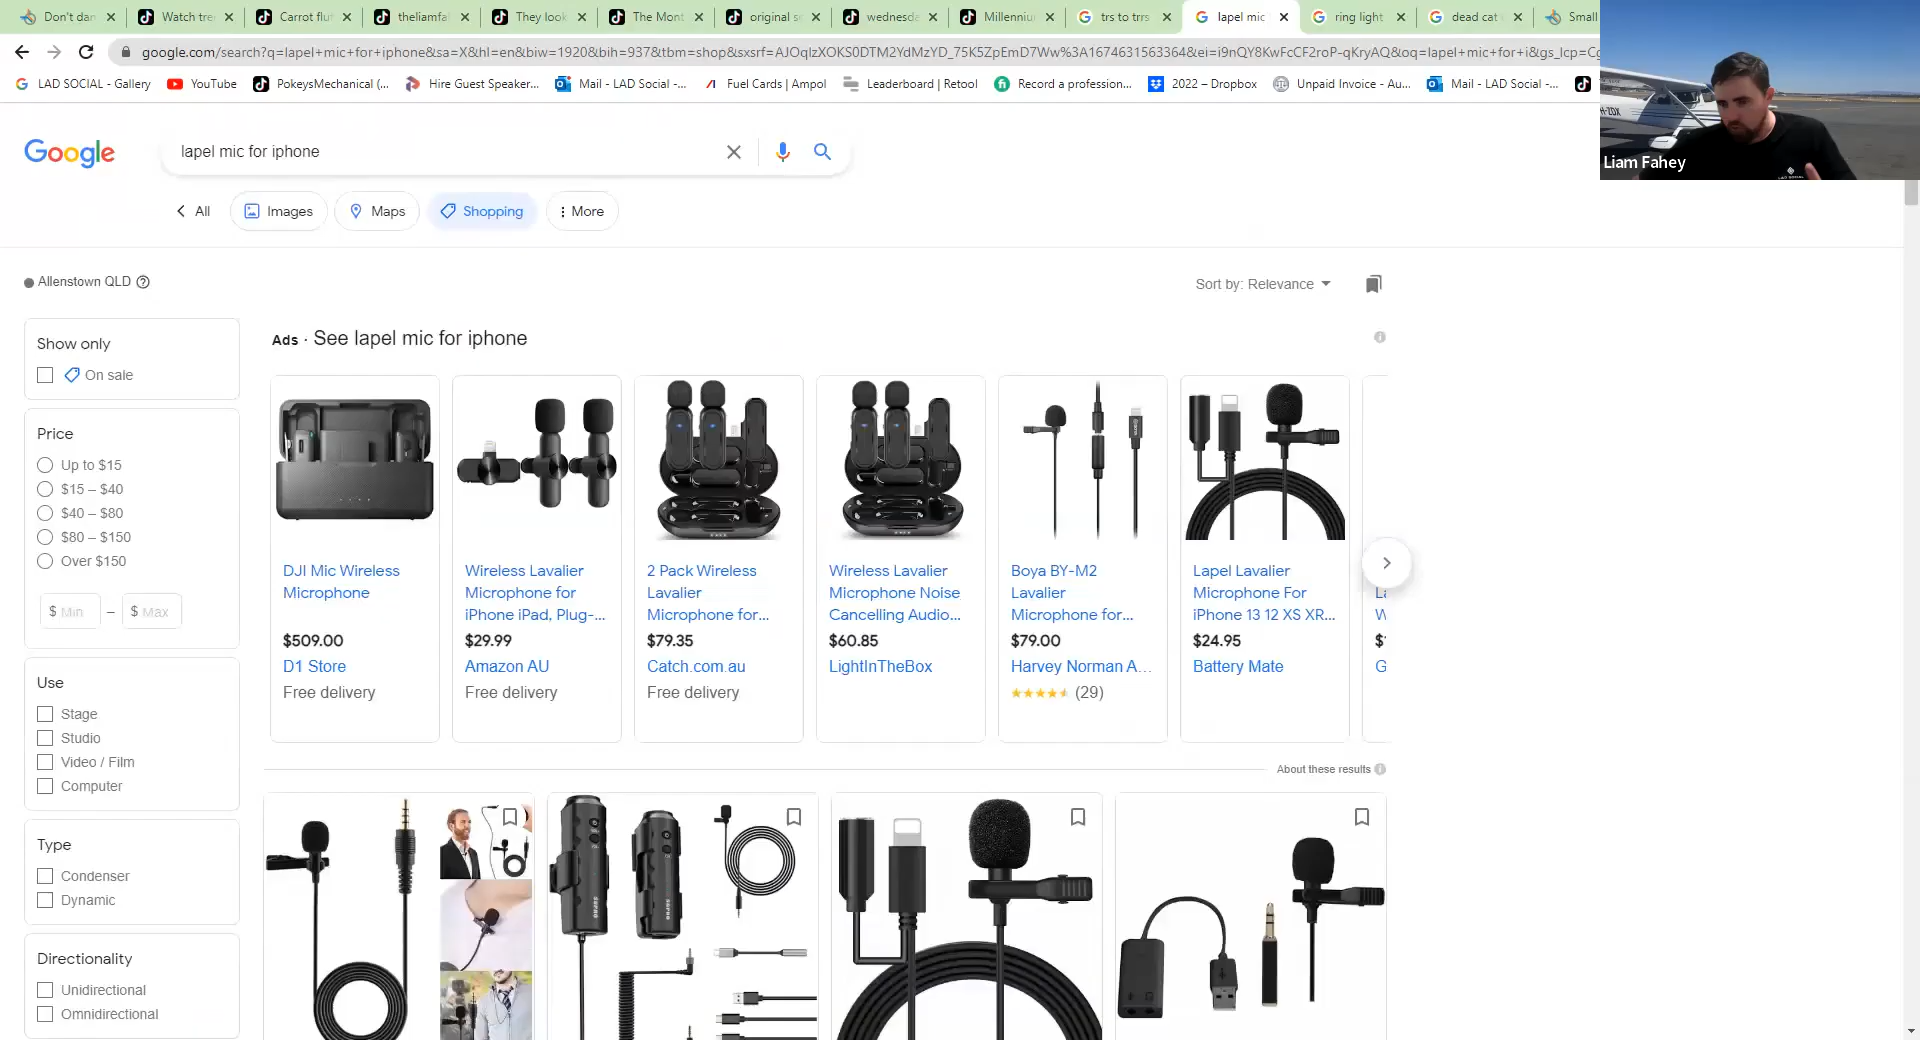 Don't dan
Watch tre
Carrot flu
theliamfa
They look
The Mont
original s
wednesda
Millenniu
trs to trrs
lapel mic
ring light
dead cat
Small
google.com/search?q=lapel+mic+for+iphone&sa=X&hl=en&biw=1920&bih=937&tbm=shop&sxsrf=AJOqlzXOKS0DTM2YdMzYD_75K5ZpEmD7Ww%3A1674631563364&ei=i9nQY8KwFcCF2roP-qKryAQ&oq=lapel+mic+for+i&gs_lcp=Cg
LAD SOCIAL - Gallery
YouTube
PokeysMechanical (...
Hire Guest Speaker...
Mail - LAD Social -...
Fuel Cards | Ampol
Leaderboard | Retool
Record a profession...
2022 – Dropbox
Unpaid Invoice - Au...
Mail - LAD Social -...
Liam Fahey
Google
lapel mic for iphone
All
Images
Maps
Shopping
More
Allenstown QLD
Sort by: Relevance
Show only
On sale
Price
Up to $15
$15 – $40
$40 – $80
$80 – $150
Over $150
$ Min – $ Max
Use
Stage
Studio
Video / Film
Computer
Type
Condenser
Dynamic
Directionality
Unidirectional
Omnidirectional
Ads · See lapel mic for iphone
DJI Mic Wireless
Microphone
$509.00
D1 Store
Free delivery
Wireless Lavalier
Microphone for
iPhone iPad, Plug-...
$29.99
Amazon AU
Free delivery
2 Pack Wireless
Lavalier
Microphone for...
$79.35
Catch.com.au
Free delivery
Wireless Lavalier
Microphone Noise
Cancelling Audio...
$60.85
LightInTheBox
Boya BY-M2
Lavalier
Microphone for...
$79.00
Harvey Norman A...
(29)
Lapel Lavalier
Microphone For
iPhone 13 12 XS XR...
$24.95
Battery Mate
W
G
About these results